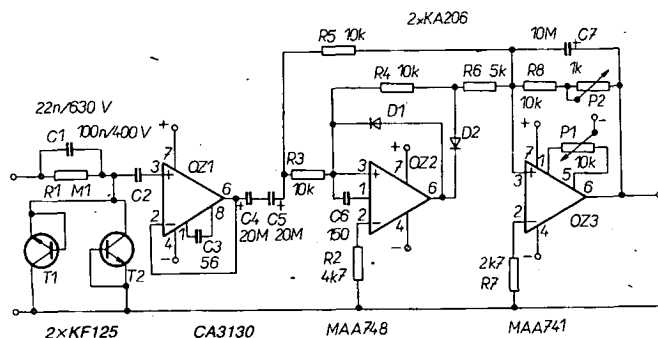 2xKA206
R5 10k
10M + C7
R4 10k
R6 5k
R8 1k
10k P2
22n/630 V
C1 100n/400 V
D1
D2
+
7
OZ1
R3
10k
+
7
OZ2
+
P1
-
7 1 10k
5
R1 M1
C2
3 +
6
8
2 -
4 1 C3
- 56
C4 C5 +
20M 20M
3 +
1
6
C6
150
2 -
4
-
3 +
6
2 -
4
-
OZ3
T1
T2
R2
4k7
2k7
R7
2xKF125
CA3130
MAA748
MAA741